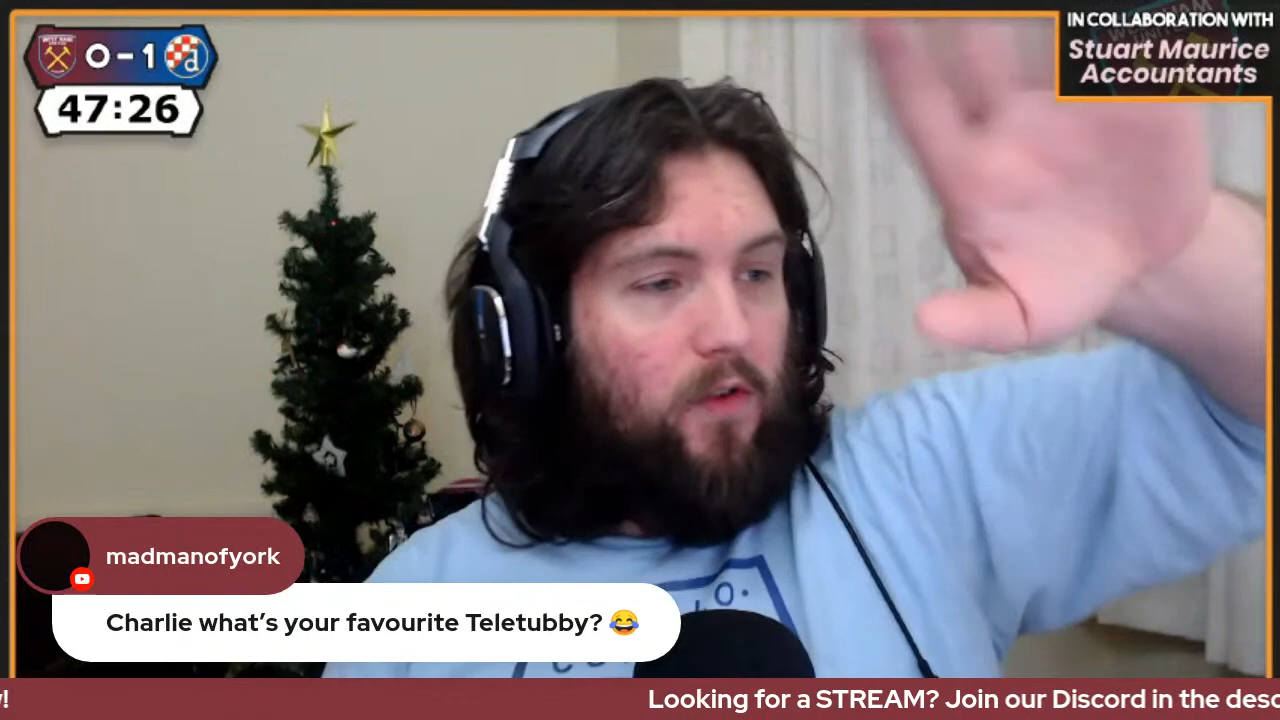 0-1
47:26
IN COLLABORATION WITH
Stuart Maurice
Accountants
madmanofyork
Charlie what's your favourite Teletubby? 😂
Looking for a STREAM? Join our Discord in the desc